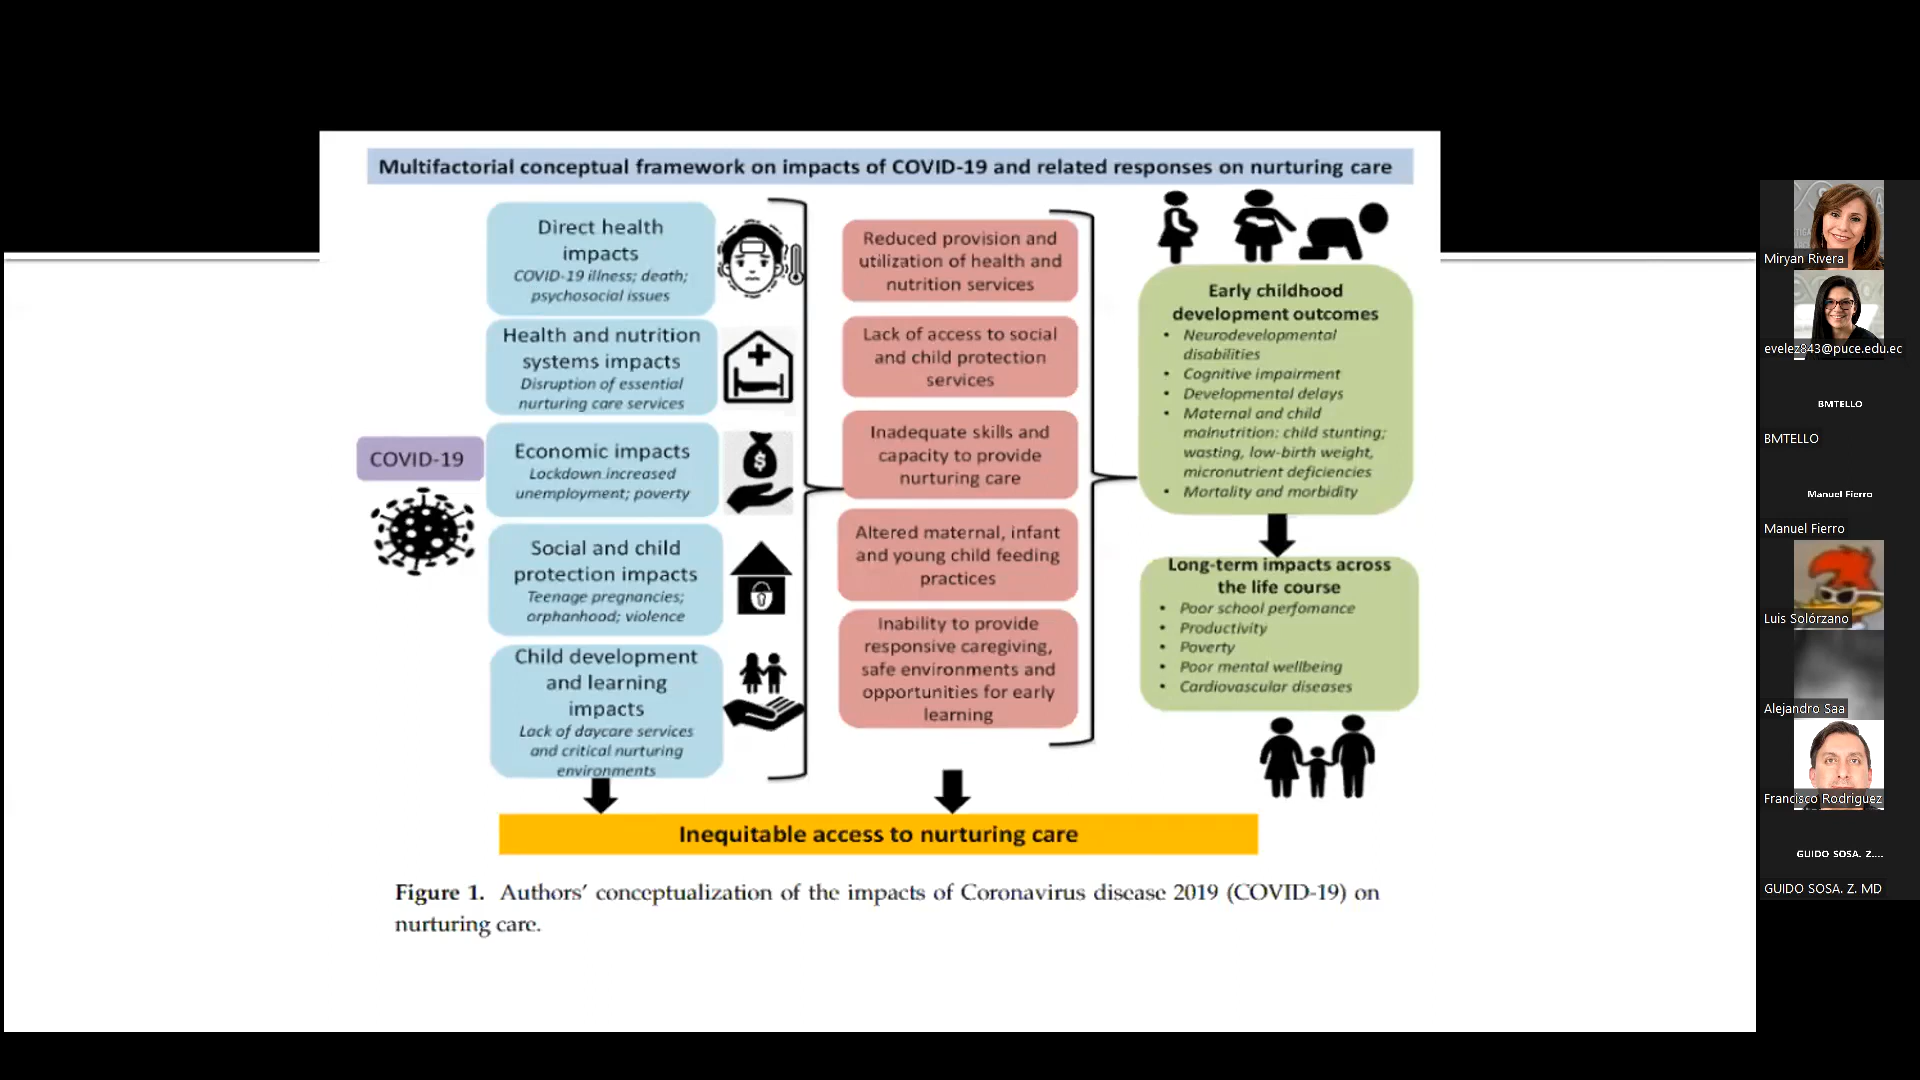 Multifactorial conceptual framework on impacts of COVID-19 and related responses on nurturing care
COVID-19
Direct health
impacts
COVID-19 illness; death;
psychosocial issues
Health and nutrition
systems impacts
Disruption of essential
nurturing care services
Economic impacts
Lockdown increased
unemployment; poverty
Social and child
protection impacts
Teenage pregnancies;
orphanhood; violence
Child development
and learning
impacts
Lack of daycare services
and critical nurturing
environments
Reduced provision and
utilization of health and
nutrition services
Lack of access to social
and child protection
services
Inadequate skills and
capacity to provide
nurturing care
Altered maternal, infant
and young child feeding
practices
Inability to provide
responsive caregiving,
safe environments and
opportunities for early
learning
Early childhood
development outcomes
• Neurodevelopmental
disabilities
• Cognitive impairment
• Developmental delays
• Maternal and child
malnutrition: child stunting;
wasting, low-birth weight,
micronutrient deficiencies
• Mortality and morbidity
Long-term impacts across
the life course
• Poor school perfomance
• Productivity
• Poverty
• Poor mental wellbeing
• Cardiovascular diseases
Inequitable access to nurturing care
Figure 1. Authors’ conceptualization of the impacts of Coronavirus disease 2019 (COVID-19) on
nurturing care.
Miryan Rivera
evelez843@puce.edu.ec
BMTELLO
BMTELLO
Manuel Fierro
Manuel Fierro
Luis Solórzano
Alejandro Saa
Francisco Rodriguez
GUIDO SOSA. Z....
GUIDO SOSA. Z. MD